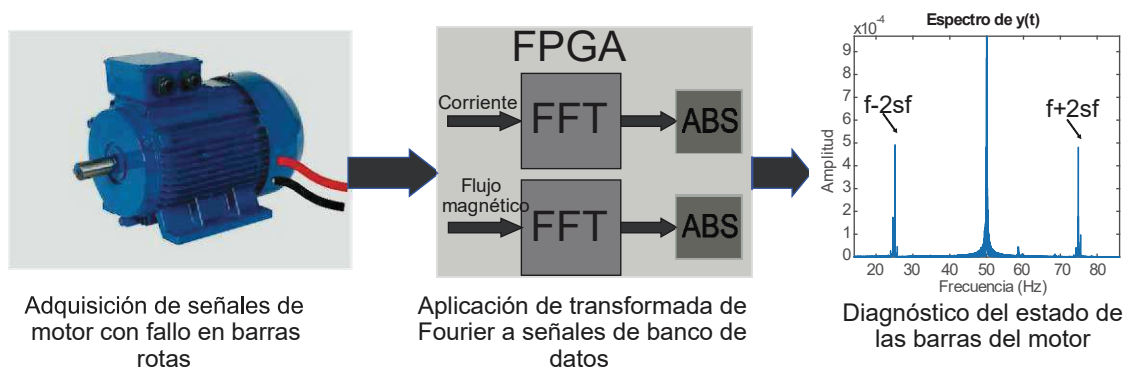 FPGA
Corriente
FFT
ABS
Flujo
magnético
FFT
ABS
×10-4
Espectro de y(t)
9
8
7
6
5
4
3
2
1
0
Amplitud
f-2sf
f+2sf
20 30 40 50 60 70 80
Frecuencia (Hz)
Adquisición de señales de
motor con fallo en barras
rotas
Aplicación de transformada de
Fourier a señales de banco de
datos
Diagnóstico del estado de
las barras del motor